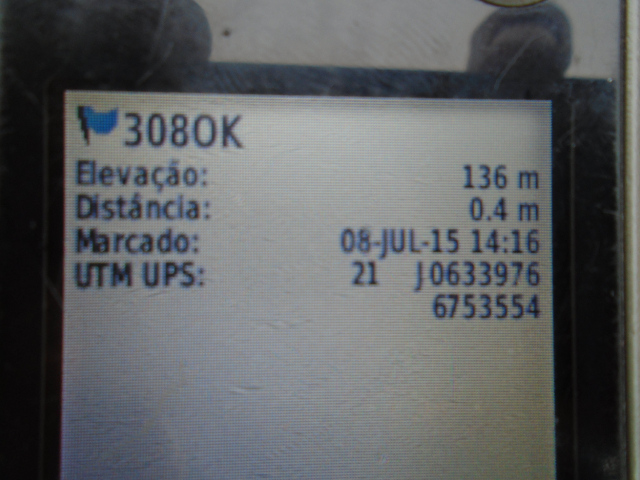 308OK
Elevação: 136 m
Distância: 0.4 m
Marcado: 08-JUL-15 14:16
UTM UPS: 21 J0633976
6753554